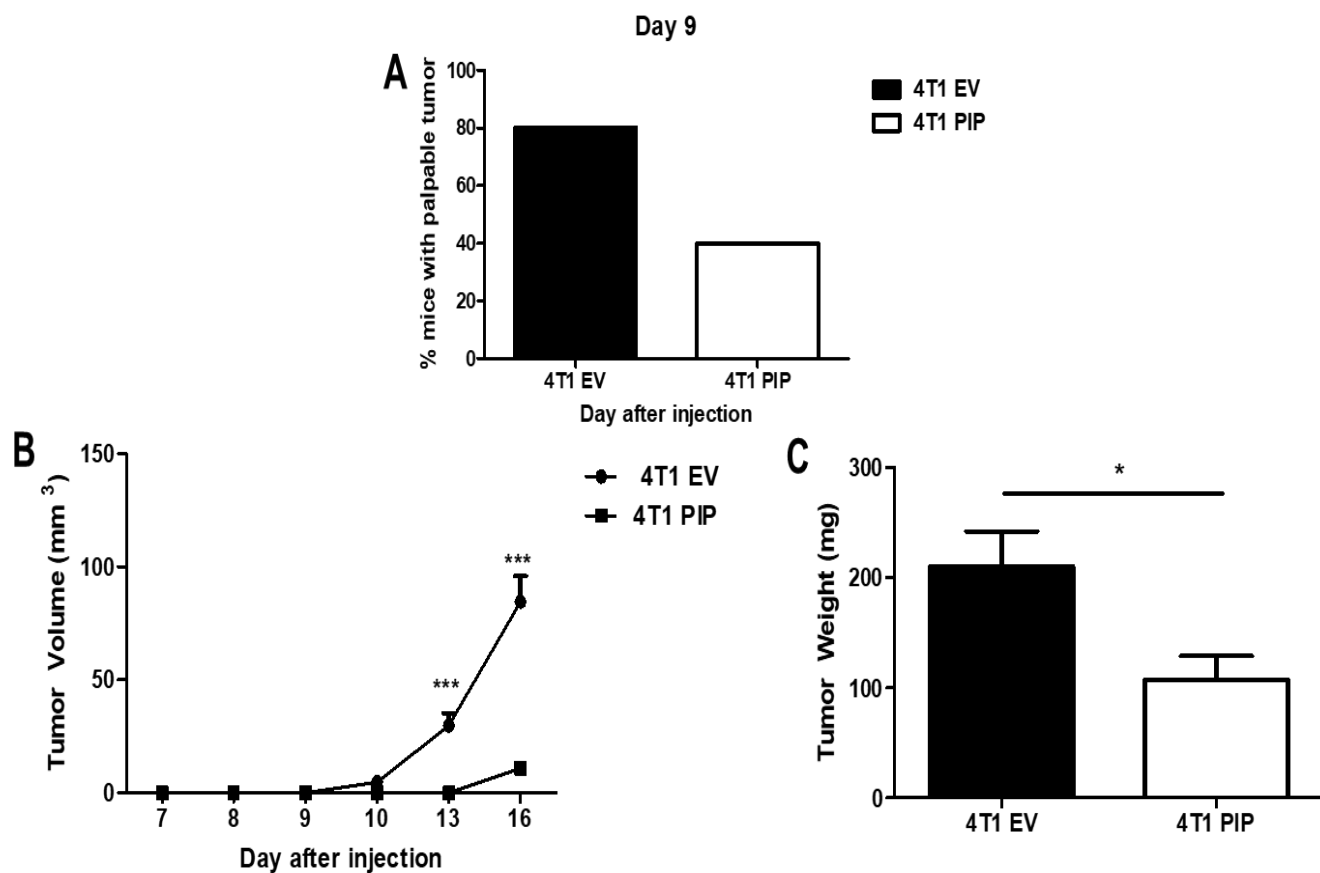 Day 9
A
% mice with palpable tumor
100
80
60
40
20
0
4T1 EV
4T1 PIP
Day after injection
4T1 EV
4T1 PIP
B
Tumor Volume (mm ³)
150
100
50
0
***
***
7 8 9 10 13 16
Day after injection
4T1 EV
4T1 PIP
C
Tumor Weight (mg)
300
200
100
0
*
4T1 EV
4T1 PIP